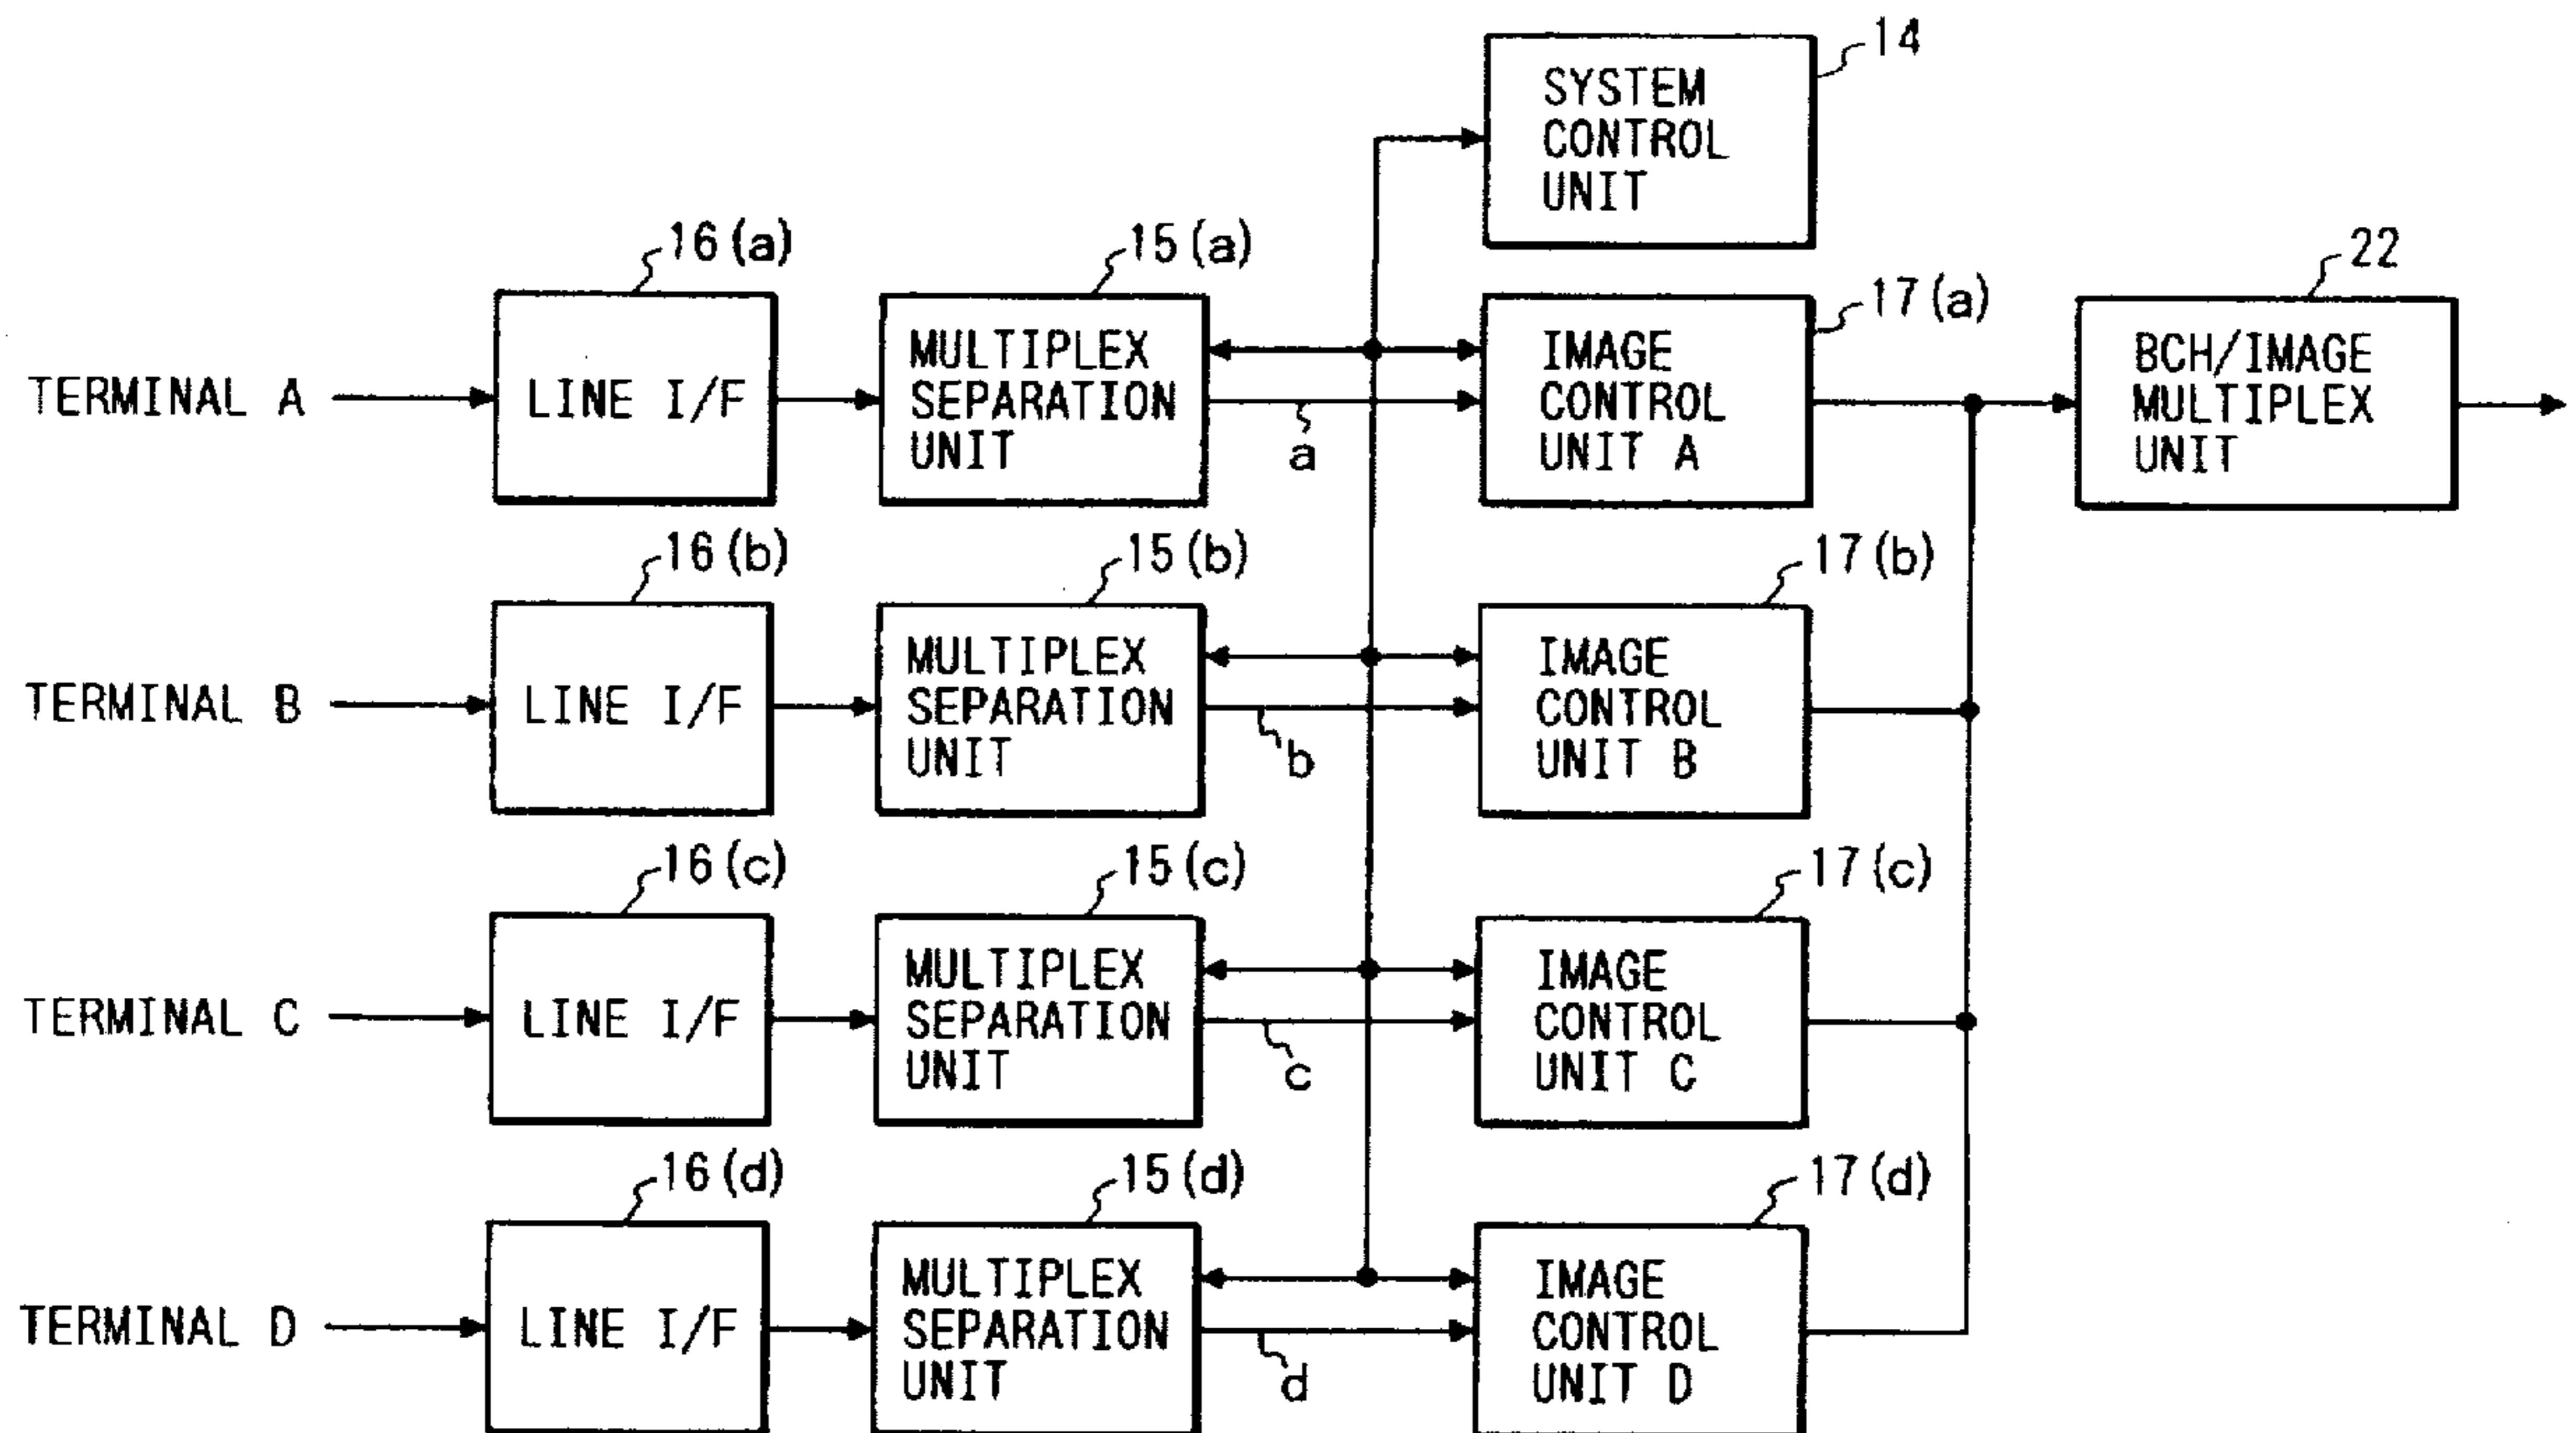 14
SYSTEM
CONTROL
UNIT
16(a)
15(a)
17(a)
22
TERMINAL A
LINE I/F
MULTIPLEX
SEPARATION
UNIT
a
IMAGE
CONTROL
UNIT A
BCH/IMAGE
MULTIPLEX
UNIT
16(b)
15(b)
17(b)
TERMINAL B
LINE I/F
MULTIPLEX
SEPARATION
UNIT
b
IMAGE
CONTROL
UNIT B
16(c)
15(c)
17(c)
TERMINAL C
LINE I/F
MULTIPLEX
SEPARATION
UNIT
c
IMAGE
CONTROL
UNIT C
16(d)
15(d)
17(d)
TERMINAL D
LINE I/F
MULTIPLEX
SEPARATION
UNIT
d
IMAGE
CONTROL
UNIT D